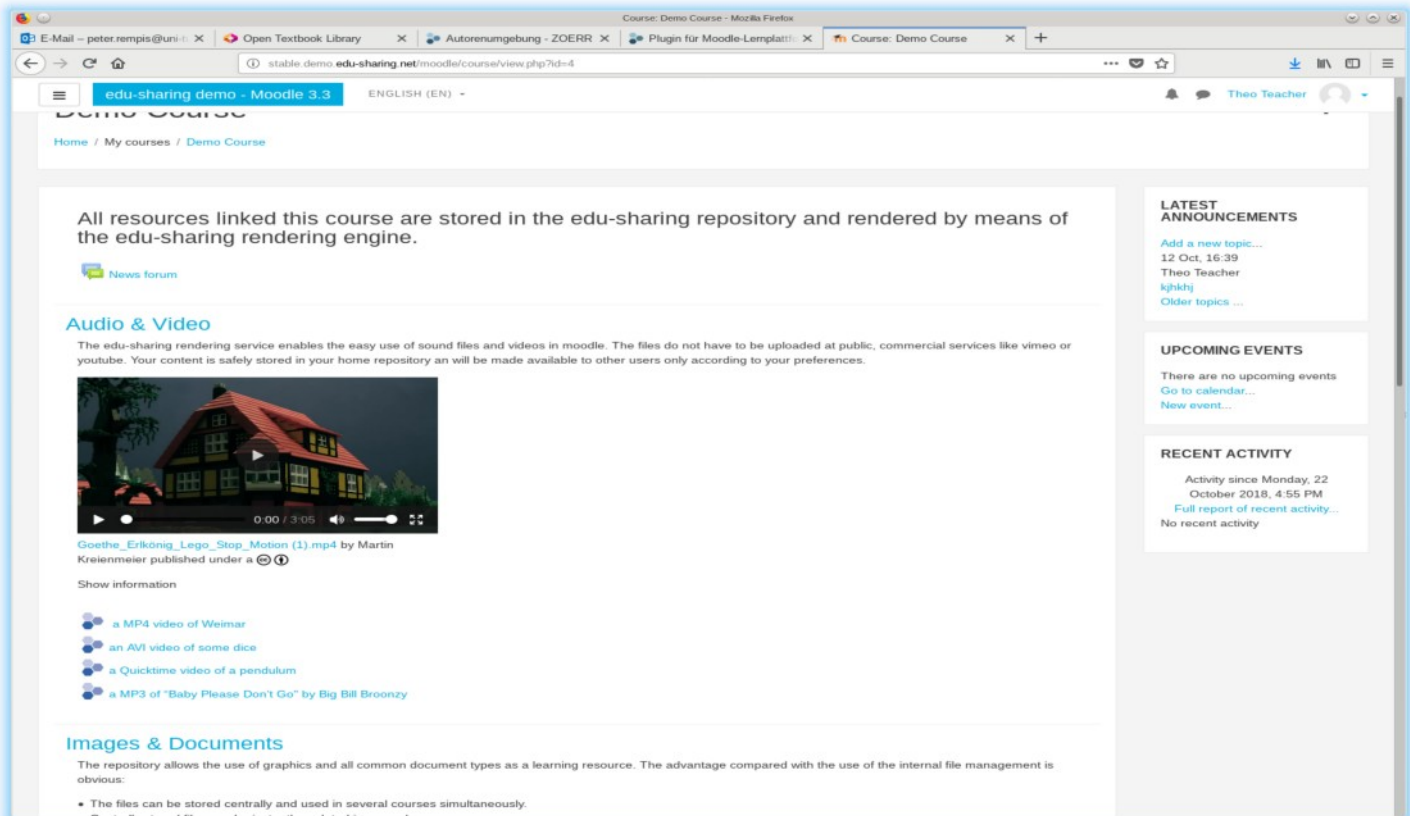 Course: Demo Course - Mozilla Firefox
E-Mail – peter.rempis@uni-t
Open Textbook Library
Autorenumgebung - ZOERR
Plugin für Moodle-Lernplattf
Course: Demo Course
stable.demo.edu-sharing.net/moodle/course/view.php?id=4
edu-sharing demo - Moodle 3.3
ENGLISH (EN)
Theo Teacher
Demo Course
Home / My courses / Demo Course
All resources linked this course are stored in the edu-sharing repository and rendered by means of
the edu-sharing rendering engine.
News forum
Audio & Video
The edu-sharing rendering service enables the easy use of sound files and videos in moodle. The files do not have to be uploaded at public, commercial services like vimeo or
youtube. Your content is safely stored in your home repository an will be made available to other users only according to your preferences.
0:00 / 3:05
Goethe_Erlkönig_Lego_Stop_Motion (1).mp4 by Martin
Kreienmeier published under a
Show information
a MP4 video of Weimar
an AVI video of some dice
a Quicktime video of a pendulum
a MP3 of "Baby Please Don't Go" by Big Bill Broonzy
Images & Documents
The repository allows the use of graphics and all common document types as a learning resource. The advantage compared with the use of the internal file management is
obvious:
• The files can be stored centrally and used in several courses simultaneously.
LATEST
ANNOUNCEMENTS
Add a new topic...
12 Oct, 16:39
Theo Teacher
kjhkhj
Older topics ...
UPCOMING EVENTS
There are no upcoming events
Go to calendar...
New event...
RECENT ACTIVITY
Activity since Monday, 22
October 2018, 4:55 PM
Full report of recent activity...
No recent activity